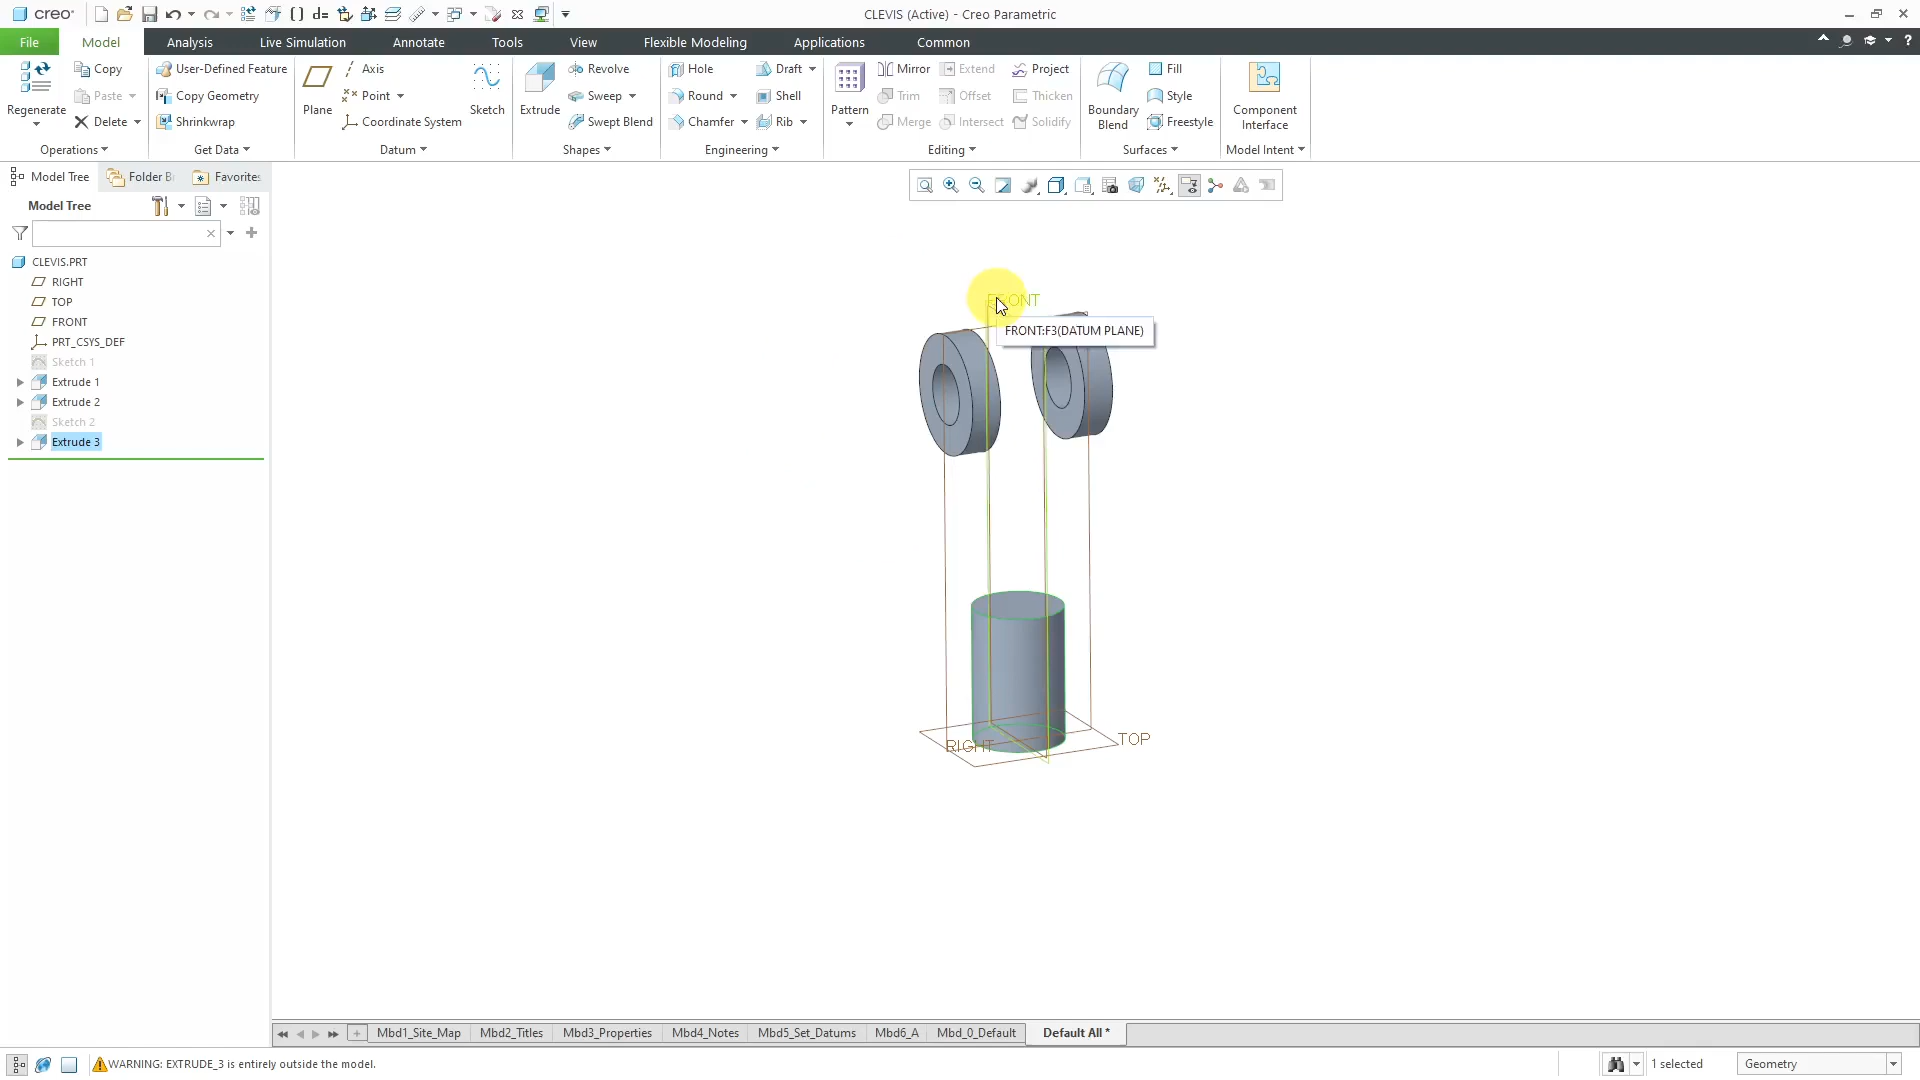 creo
CLEVIS (Active) - Creo Parametric
File
Model
Analysis
Live Simulation
Annotate
Tools
View
Flexible Modeling
Applications
Common
Regenerate
Copy
Paste
Delete
Operations
User-Defined Feature
Copy Geometry
Shrinkwrap
Get Data
Plane
Axis
Point
Coordinate System
Sketch
Datum
Extrude
Revolve
Sweep
Swept Blend
Shapes
Hole
Round
Chamfer
Draft
Shell
Rib
Engineering
Pattern
Mirror
Trim
Merge
Extend
Offset
Intersect
Project
Thicken
Solidify
Editing
Boundary
Blend
Fill
Style
Freestyle
Surfaces
Component
Interface
Model Intent
Model Tree
Folder Br
Favorites
Model Tree
CLEVIS.PRT
RIGHT
TOP
FRONT
PRT_CSYS_DEF
Sketch 1
Extrude 1
Extrude 2
Sketch 2
Extrude 3
FRONT
FRONT:F3(DATUM PLANE)
RIGHT
TOP
Mbd1_Site_Map
Mbd2_Titles
Mbd3_Properties
Mbd4_Notes
Mbd5_Set_Datums
Mbd6_A
Mbd_0_Default
Default All *
WARNING: EXTRUDE_3 is entirely outside the model.
1 selected
Geometry